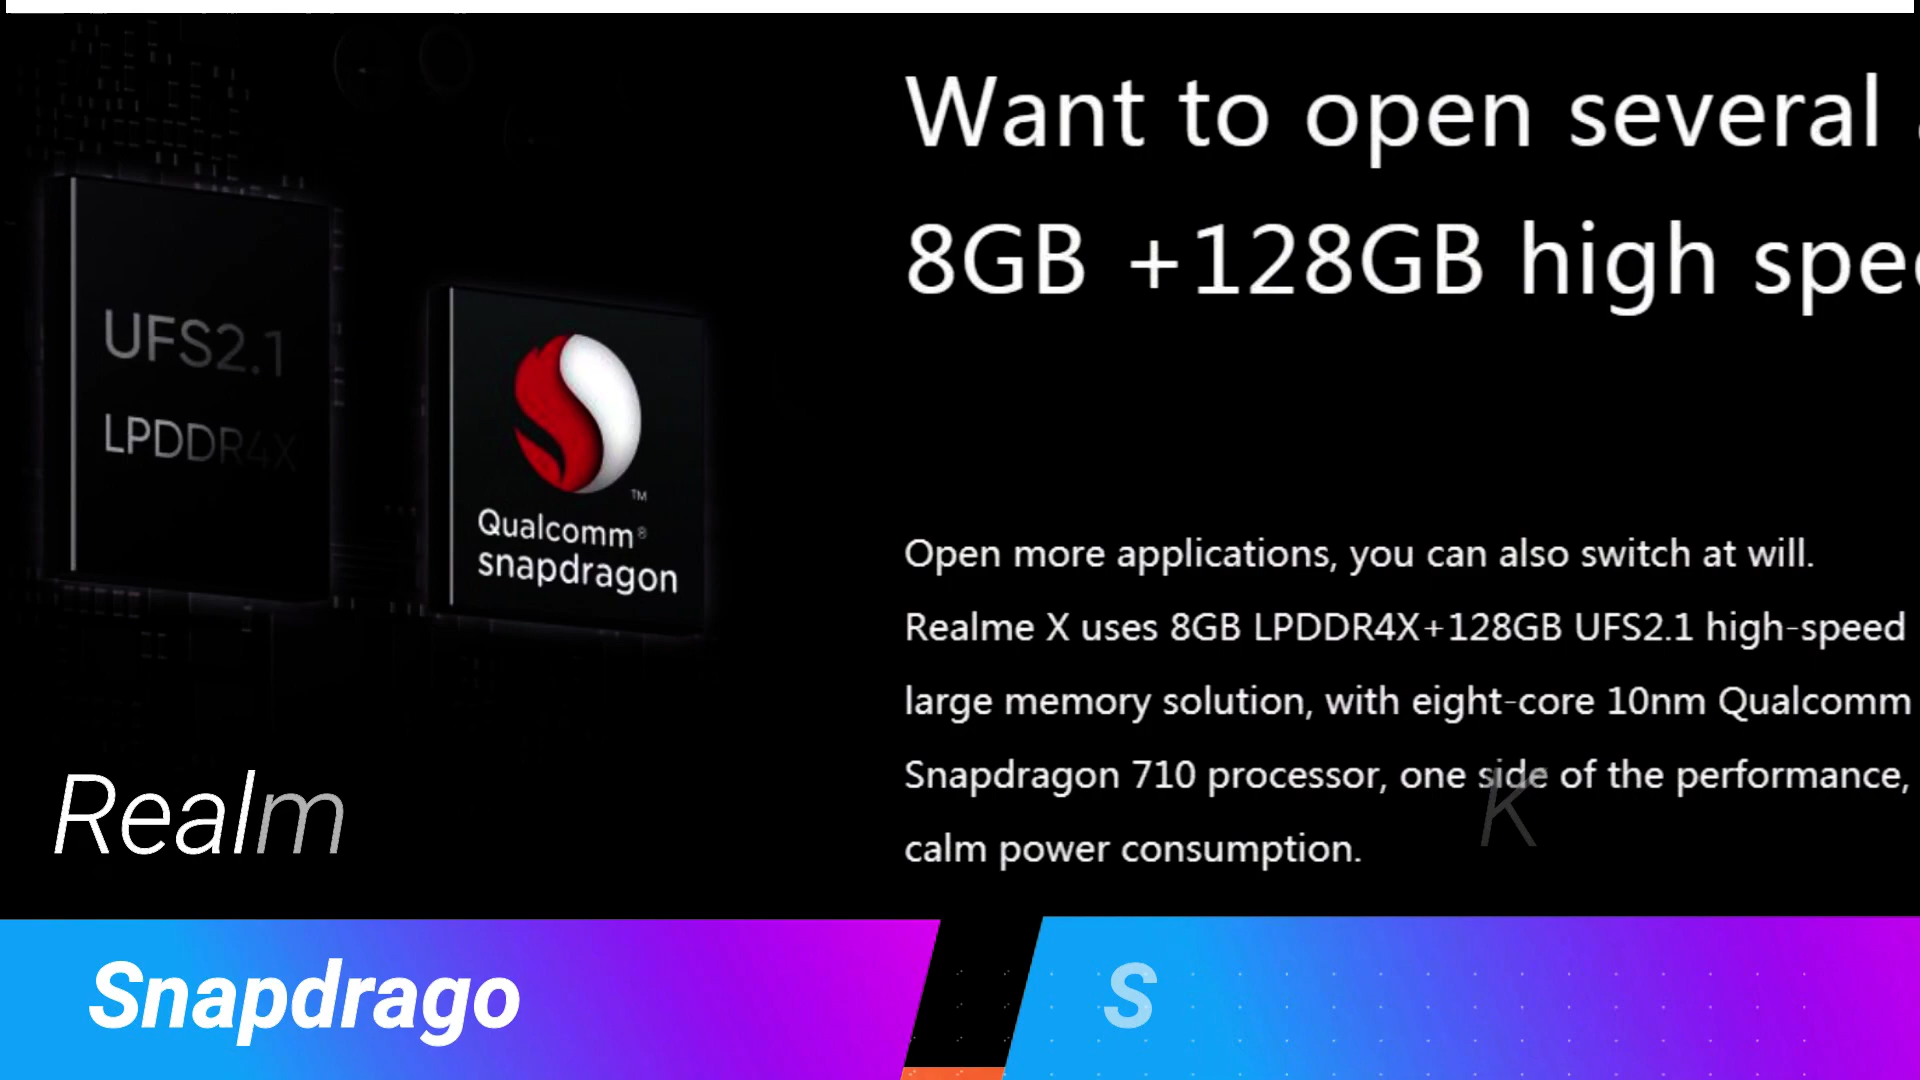 UFS2.1
LPDDR4X
Qualcomm®
snapdragon
TM
Want to open several
8GB +128GB high spee
Open more applications, you can also switch at will.
Realme X uses 8GB LPDDR4X+128GB UFS2.1 high-speed
large memory solution, with eight-core 10nm Qualcomm
Snapdragon 710 processor, one side of the performance,
calm power consumption.
Realm
K
Snapdrago
S